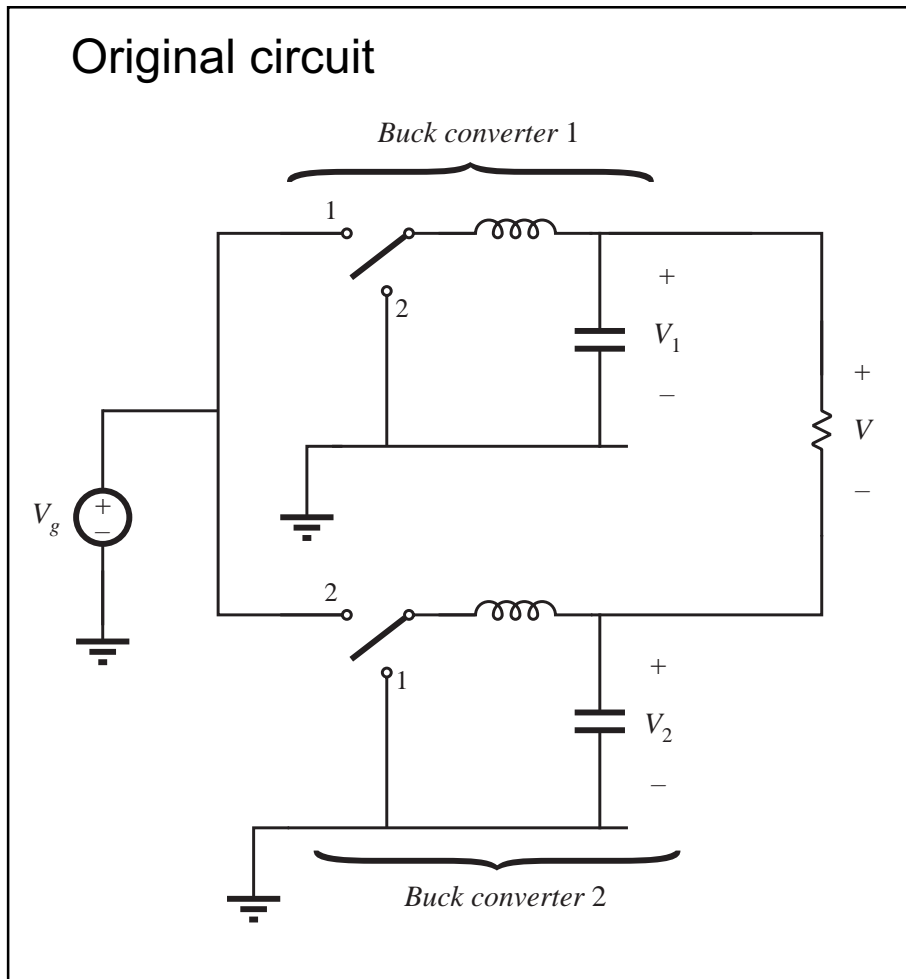 Original circuit
Buck converter 1
1
2
+
V1
–
+
V
–
Vg
+
–
2
1
+
V2
–
Buck converter 2